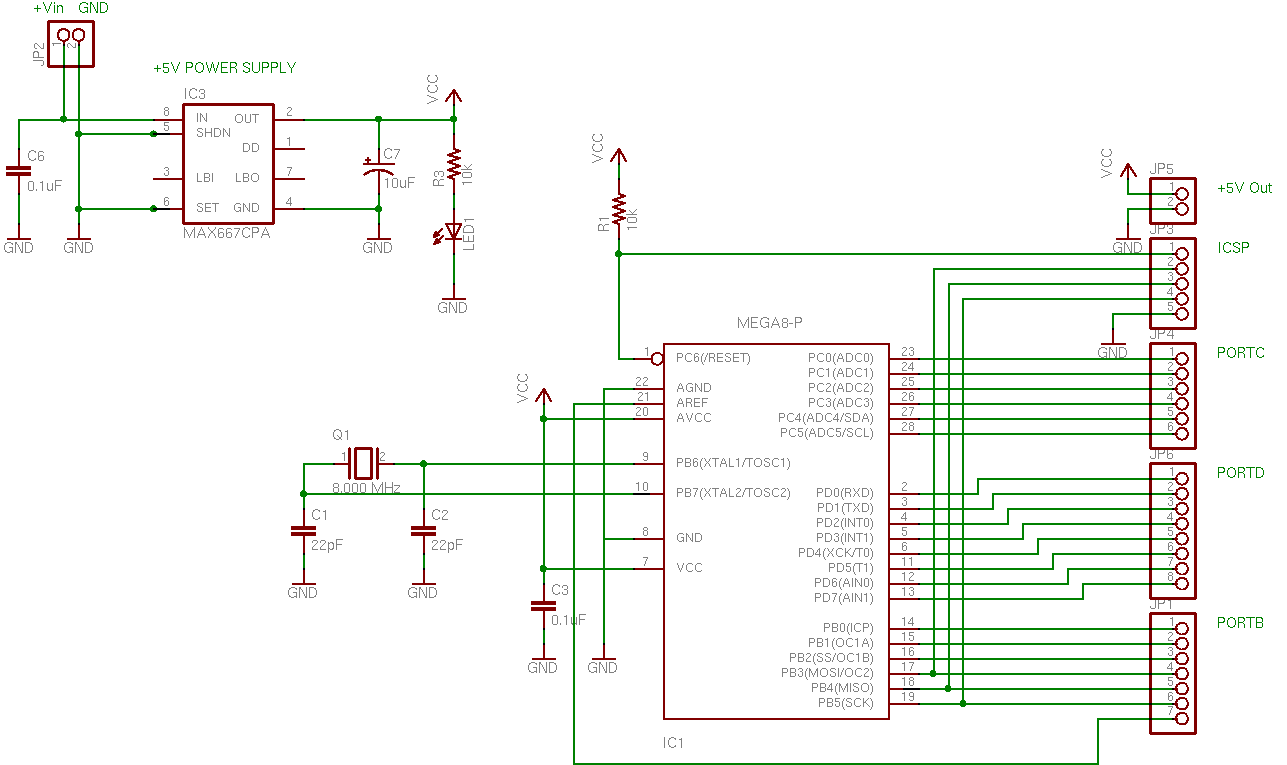 +Vin GND
JP2
1 2
+5V POWER SUPPLY
IC3
8 IN OUT 2
5 SHDN
DD 1
3 LBI LBO 7
6 SET GND 4
MAX667CPA
C6
0.1uF
GND
GND
C7
10uF
GND
VCC
R3
10k
LED1
GND
VCC
R1
10k
VCC
JP5
1
2
+5V Out
GND
JP3
1
2
3
4
5
ICSP
GND
MEGA8-P
1 PC6(/RESET) PC0(ADC0) 23
PC1(ADC1) 24
22 AGND PC2(ADC2) 25
21 AREF PC3(ADC3) 26
20 AVCC PC4(ADC4/SDA) 27
PC5(ADC5/SCL) 28
9 PB6(XTAL1/TOSC1)
10 PB7(XTAL2/TOSC2) PD0(RXD) 2
PD1(TXD) 3
PD2(INT0) 4
8 GND PD3(INT1) 5
PD4(XCK/T0) 6
7 VCC PD5(T1) 11
PD6(AIN0) 12
PD7(AIN1) 13
PB0(ICP) 14
PB1(OC1A) 15
PB2(SS/OC1B) 16
PB3(MOSI/OC2) 17
PB4(MISO) 18
PB5(SCK) 19
IC1
VCC
Q1
1 2
8.000 MHz
C1
22pF
GND
C2
22pF
GND
C3
0.1uF
GND
GND
JP4
1
2
3
4
5
6
PORTC
JP6
1
2
3
4
5
6
7
8
PORTD
JP1
1
2
3
4
5
6
7
PORTB